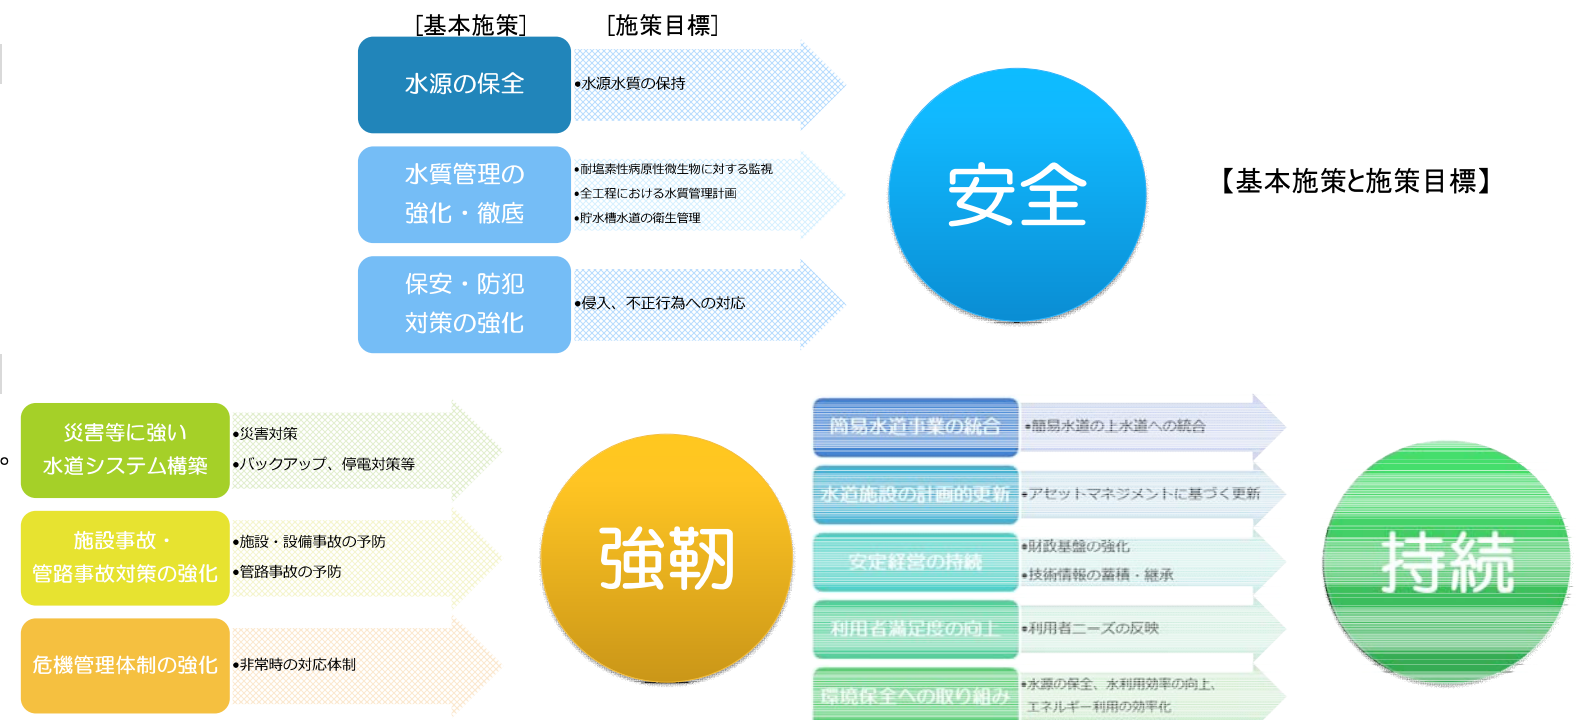 [基本施策]
[施策目標]
水源の保全
•水源水質の保持
水質管理の
強化・徹底
•耐塩素性病原性微生物に対する監視
•全工程における水質管理計画
•貯水槽水道の衛生管理
保安・防犯
対策の強化
•侵入、不正行為への対応
安全
【基本施策と施策目標】
災害等に強い
水道システム構築
•災害対策
•バックアップ、停電対策等
施設事故・
管路事故対策の強化
•施設・設備事故の予防
•管路事故の予防
危機管理体制の強化
•非常時の対応体制
強靭
簡易水道事業の統合
•簡易水道の上水道への統合
水道施設の計画的更新
•アセットマネジメントに基づく更新
安定経営の持続
•財政基盤の強化
•技術情報の蓄積・継承
利用者満足度の向上
•利用者ニーズの反映
環境保全への取り組み
•水源の保全、水利用効率の向上、
エネルギー利用の効率化
持続
。